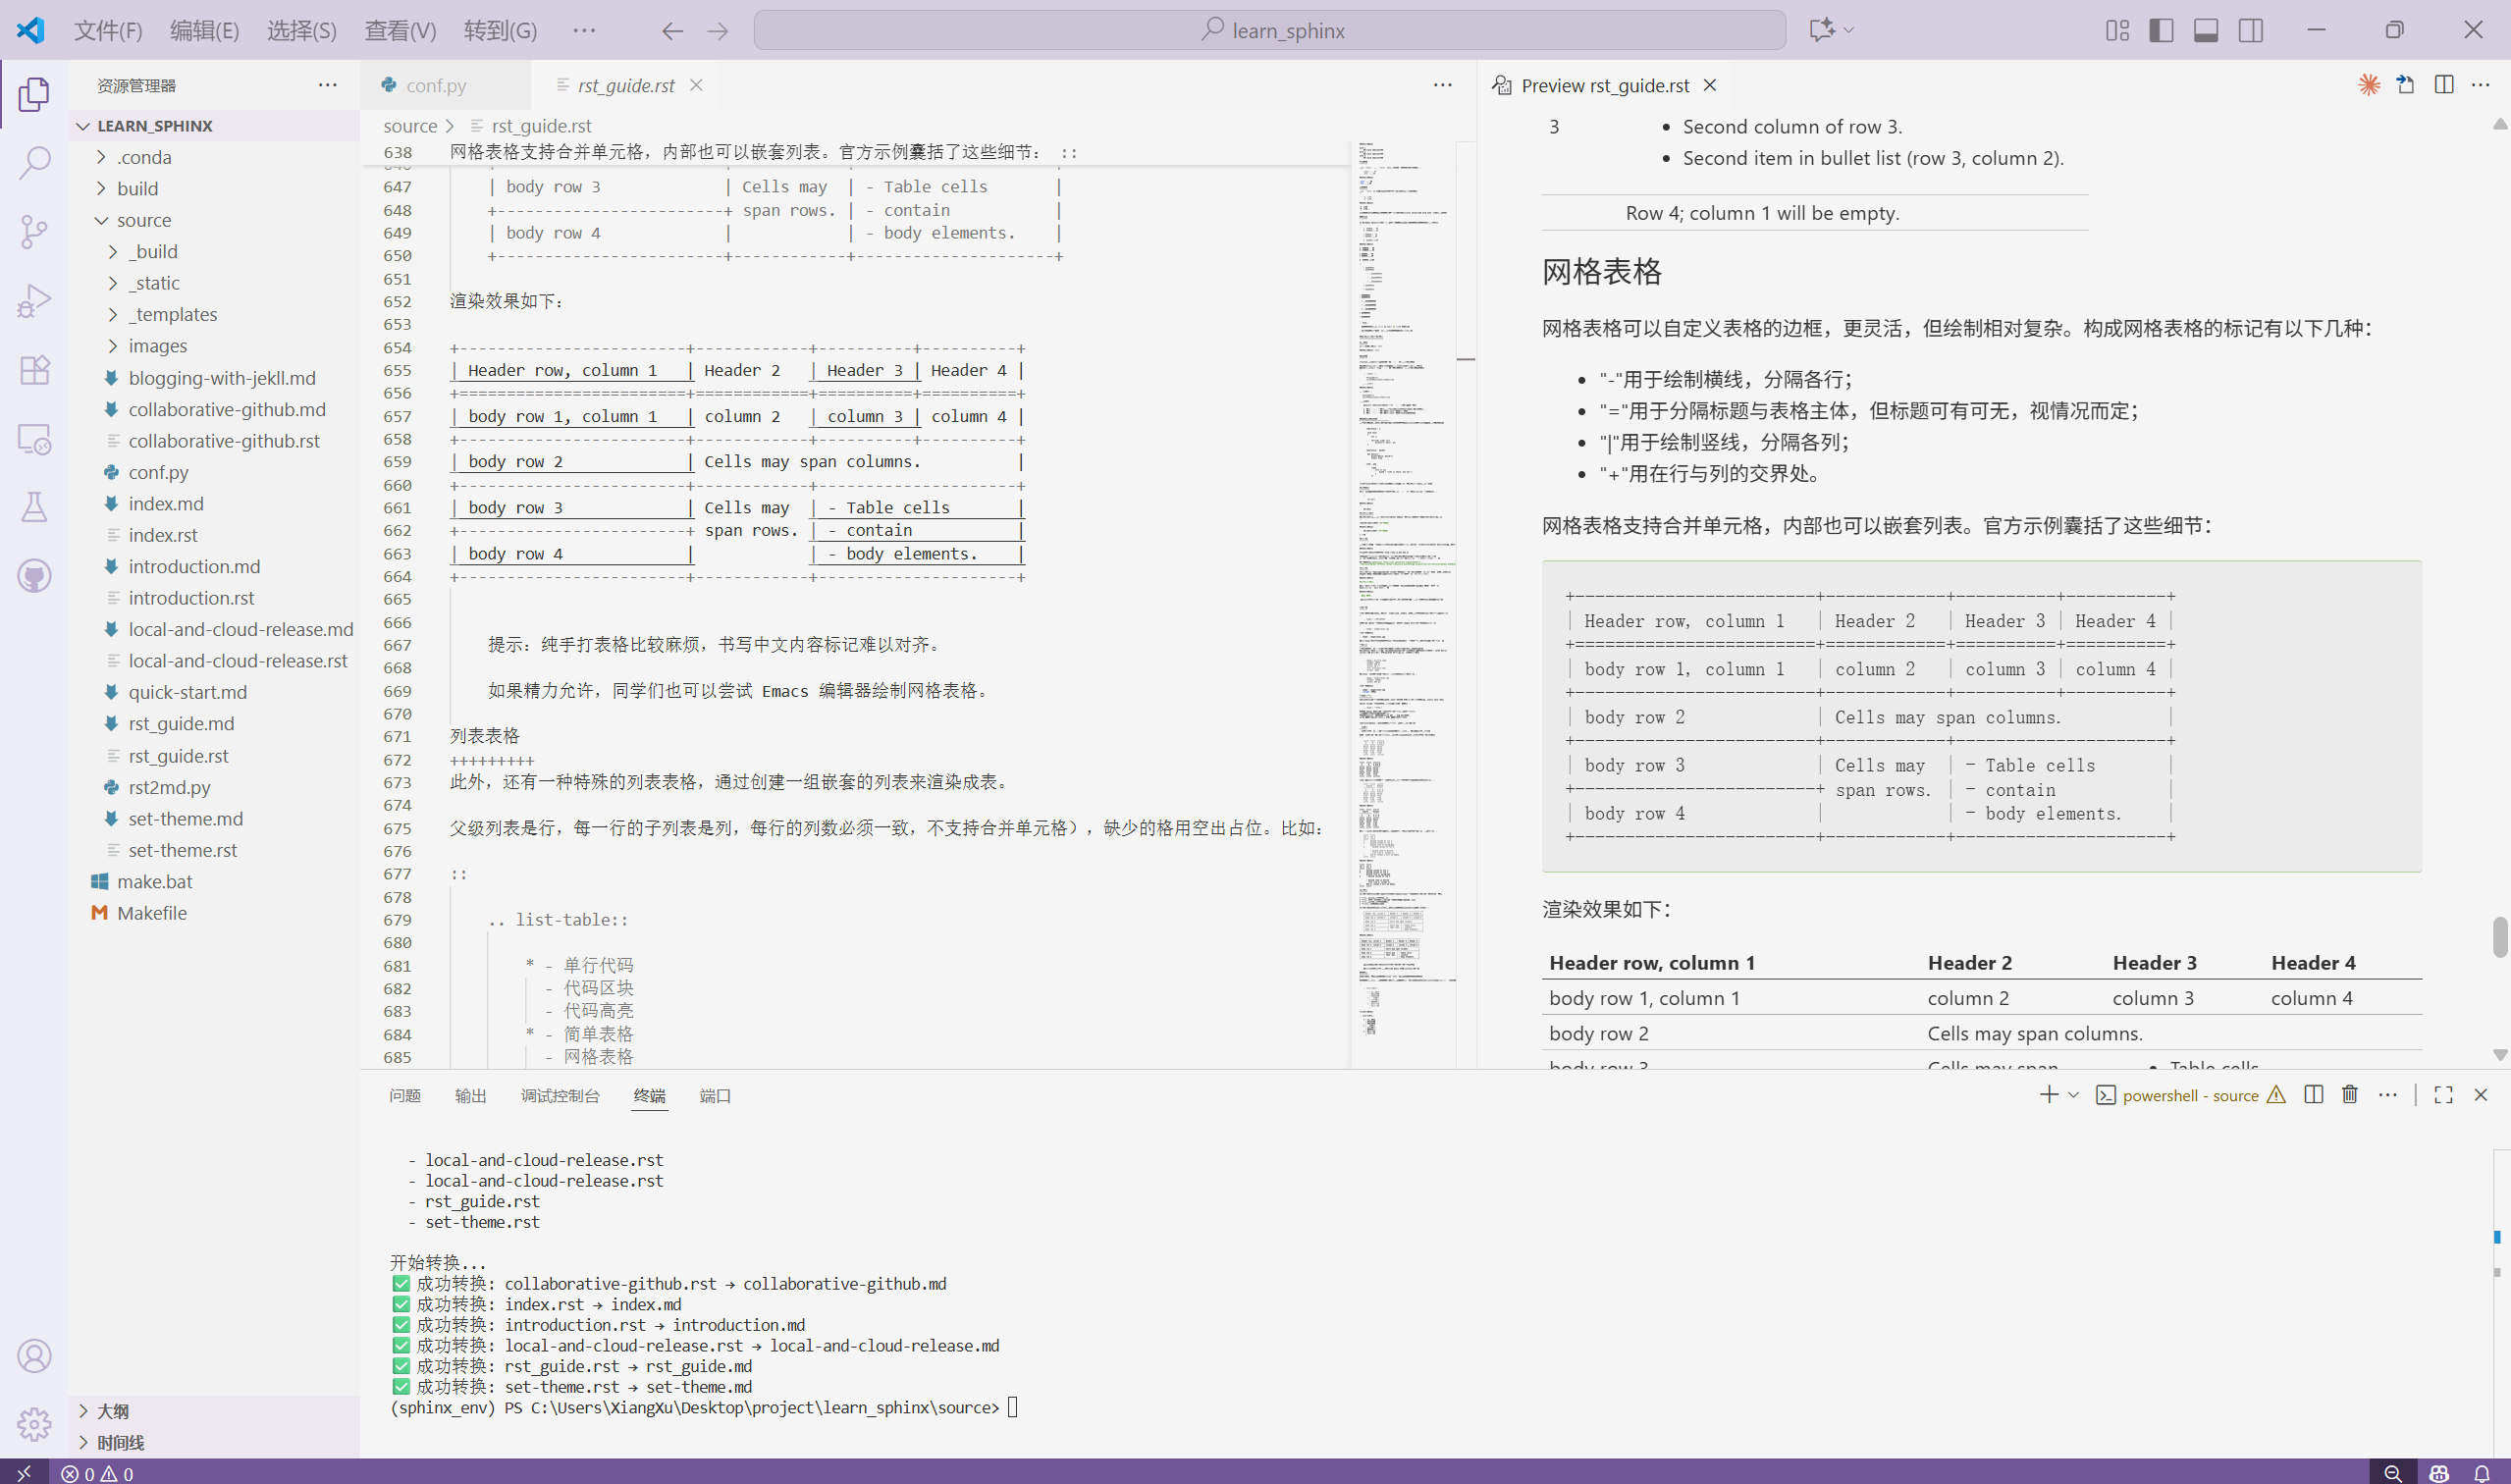 文件(F) 编辑(E) 选择(S) 查看(V) 转到(G) ··· learn_sphinx
资源管理器 ···
LEARN_SPHINX
.conda
build
source
_build
_static
_templates
images
blogging-with-jekll.md
collaborative-github.md
collaborative-github.rst
conf.py
index.md
index.rst
introduction.md
introduction.rst
local-and-cloud-release.md
local-and-cloud-release.rst
quick-start.md
rst_guide.md
rst_guide.rst
rst2md.py
set-theme.md
set-theme.rst
make.bat
Makefile
大纲
时间线
conf.py rst_guide.rst
source > rst_guide.rst
638 网格表格支持合并单元格，内部也可以嵌套列表。官方示例囊括了这些细节： ::
647 | body row 3             | Cells may  | - Table cells       |
648 +------------------------+ span rows. | - contain           |
649 | body row 4             |            | - body elements.    |
650 +------------------------+------------+---------------------+
651
652 渲染效果如下：
653
654 +------------------------+------------+----------+----------+
655 | Header row, column 1   | Header 2   | Header 3 | Header 4 |
656 +========================+============+==========+==========+
657 | body row 1, column 1   | column 2   | column 3 | column 4 |
658 +------------------------+------------+----------+----------+
659 | body row 2             | Cells may span columns.          |
660 +------------------------+------------+---------------------+
661 | body row 3             | Cells may  | - Table cells       |
662 +------------------------+ span rows. | - contain           |
663 | body row 4             |            | - body elements.    |
664 +------------------------+------------+---------------------+
665
666
667 提示：纯手打表格比较麻烦，书写中文内容标记难以对齐。
668
669 如果精力允许，同学们也可以尝试 Emacs 编辑器绘制网格表格。
670
671 列表表格
672 +++++++++
673 此外，还有一种特殊的列表表格，通过创建一组嵌套的列表来渲染成表。
674
675 父级列表是行，每一行的子列表是列，每行的列数必须一致，不支持合并单元格），缺少的格用空出占位。比如：
676
677 ::
678
679 .. list-table::
680
681 * - 单行代码
682 - 代码区块
683 - 代码高亮
684 * - 简单表格
685 - 网格表格
Preview rst_guide.rst
3 • Second column of row 3.
• Second item in bullet list (row 3, column 2).
Row 4; column 1 will be empty.
网格表格
网格表格可以自定义表格的边框，更灵活，但绘制相对复杂。构成网格表格的标记有以下几种：
• "-"用于绘制横线，分隔各行；
• "="用于分隔标题与表格主体，但标题可有可无，视情况而定；
• "|"用于绘制竖线，分隔各列；
• "+"用在行与列的交界处。
网格表格支持合并单元格，内部也可以嵌套列表。官方示例囊括了这些细节：
+------------------------+------------+----------+----------+
| Header row, column 1   | Header 2   | Header 3 | Header 4 |
+========================+============+==========+==========+
| body row 1, column 1   | column 2   | column 3 | column 4 |
+------------------------+------------+----------+----------+
| body row 2             | Cells may span columns.          |
+------------------------+------------+---------------------+
| body row 3             | Cells may  | - Table cells       |
+------------------------+ span rows. | - contain           |
| body row 4             |            | - body elements.    |
+------------------------+------------+---------------------+
渲染效果如下：
Header row, column 1 Header 2 Header 3 Header 4
body row 1, column 1 column 2 column 3 column 4
body row 2 Cells may span columns.
body row 3 Cells may span • Table cells
问题 输出 调试控制台 终端 端口 powershell - source
- local-and-cloud-release.rst
- local-and-cloud-release.rst
- rst_guide.rst
- set-theme.rst
开始转换...
✅ 成功转换: collaborative-github.rst → collaborative-github.md
✅ 成功转换: index.rst → index.md
✅ 成功转换: introduction.rst → introduction.md
✅ 成功转换: local-and-cloud-release.rst → local-and-cloud-release.md
✅ 成功转换: rst_guide.rst → rst_guide.md
✅ 成功转换: set-theme.rst → set-theme.md
(sphinx_env) PS C:\Users\XiangXu\Desktop\project\learn_sphinx\source>
0 0